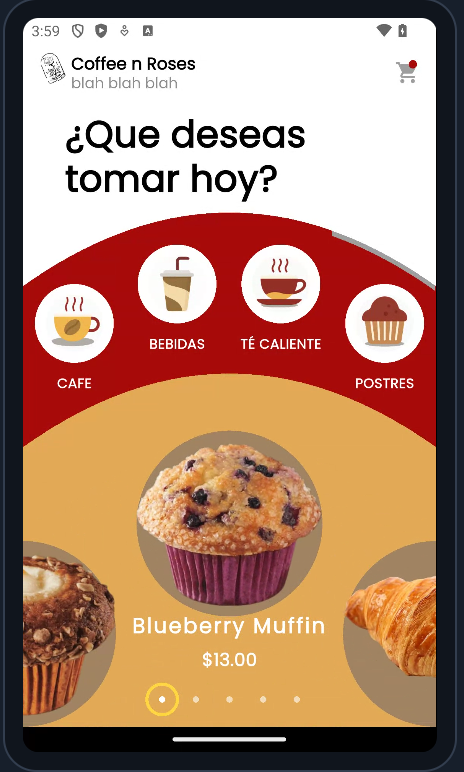 3:59
Coffee n Roses
blah blah blah
¿Que deseas
tomar hoy?
BEBIDAS
TÉ CALIENTE
CAFE
POSTRES
Blueberry Muffin
$13.00